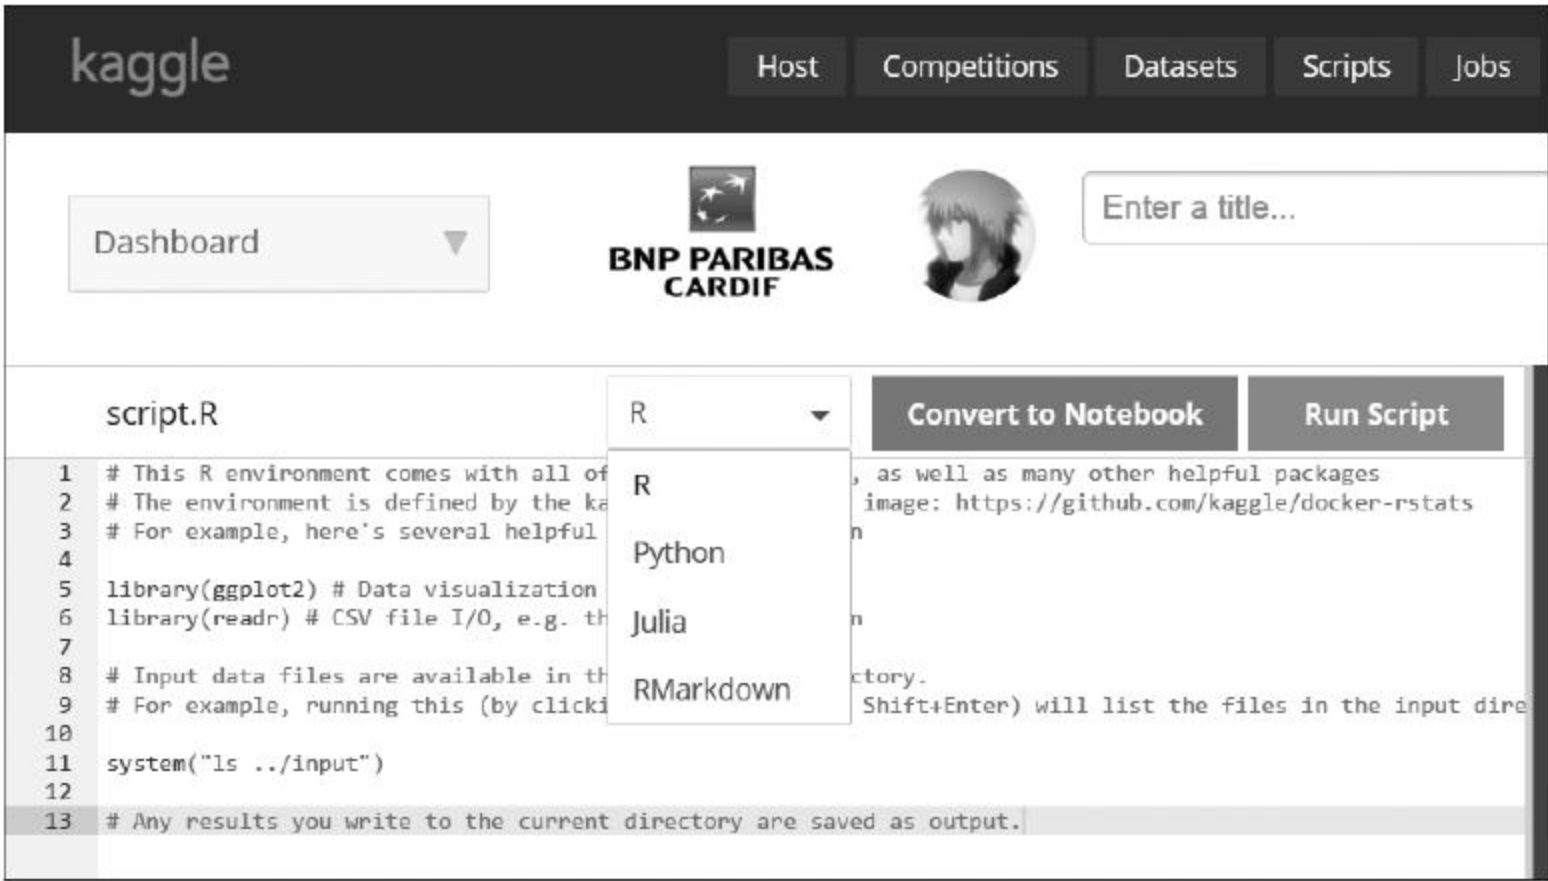 kaggle
Host Competitions Datasets Scripts Jobs
Dashboard
BNP PARIBAS
CARDIF
Enter a title...
script.R
R
Convert to Notebook
Run Script
R
Python
Julia
RMarkdown
1 # This R environment comes with all of , as well as many other helpful packages
2 # The environment is defined by the ka image: https://github.com/kaggle/docker-rstats
3 # For example, here's several helpful n
4
5 library(ggplot2) # Data visualization
6 library(readr) # CSV file I/O, e.g. th n
7
8 # Input data files are available in th ctory.
9 # For example, running this (by clicki Shift+Enter) will list the files in the input dire
10
11 system("ls ../input")
12
13 # Any results you write to the current directory are saved as output.